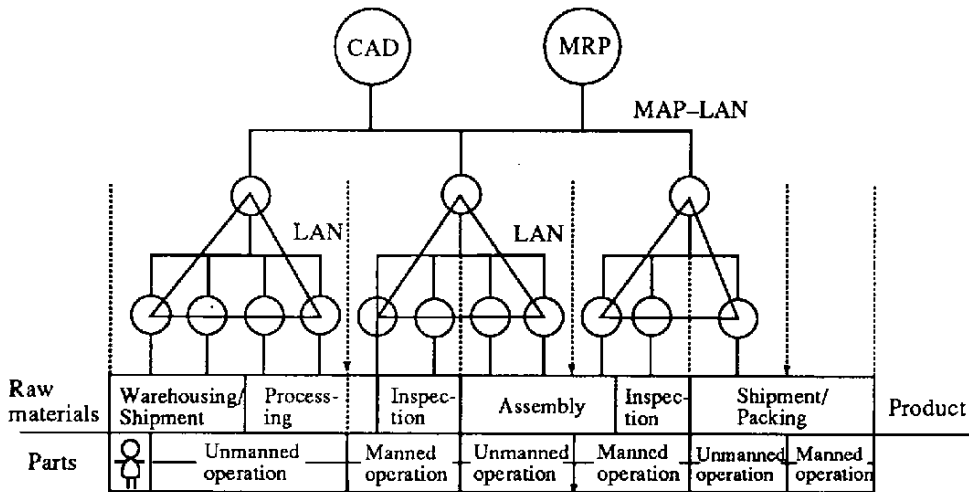 CAD
MRP
MAP–LAN
LAN
LAN
Raw
materials
Warehousing/
Shipment
Process-
ing
Inspec-
tion
Assembly
Inspec-
tion
Shipment/
Packing
Product
Parts
Unmanned
operation
Manned
operation
Unmanned
operation
Manned
operation
Unmanned
operation
Manned
operation